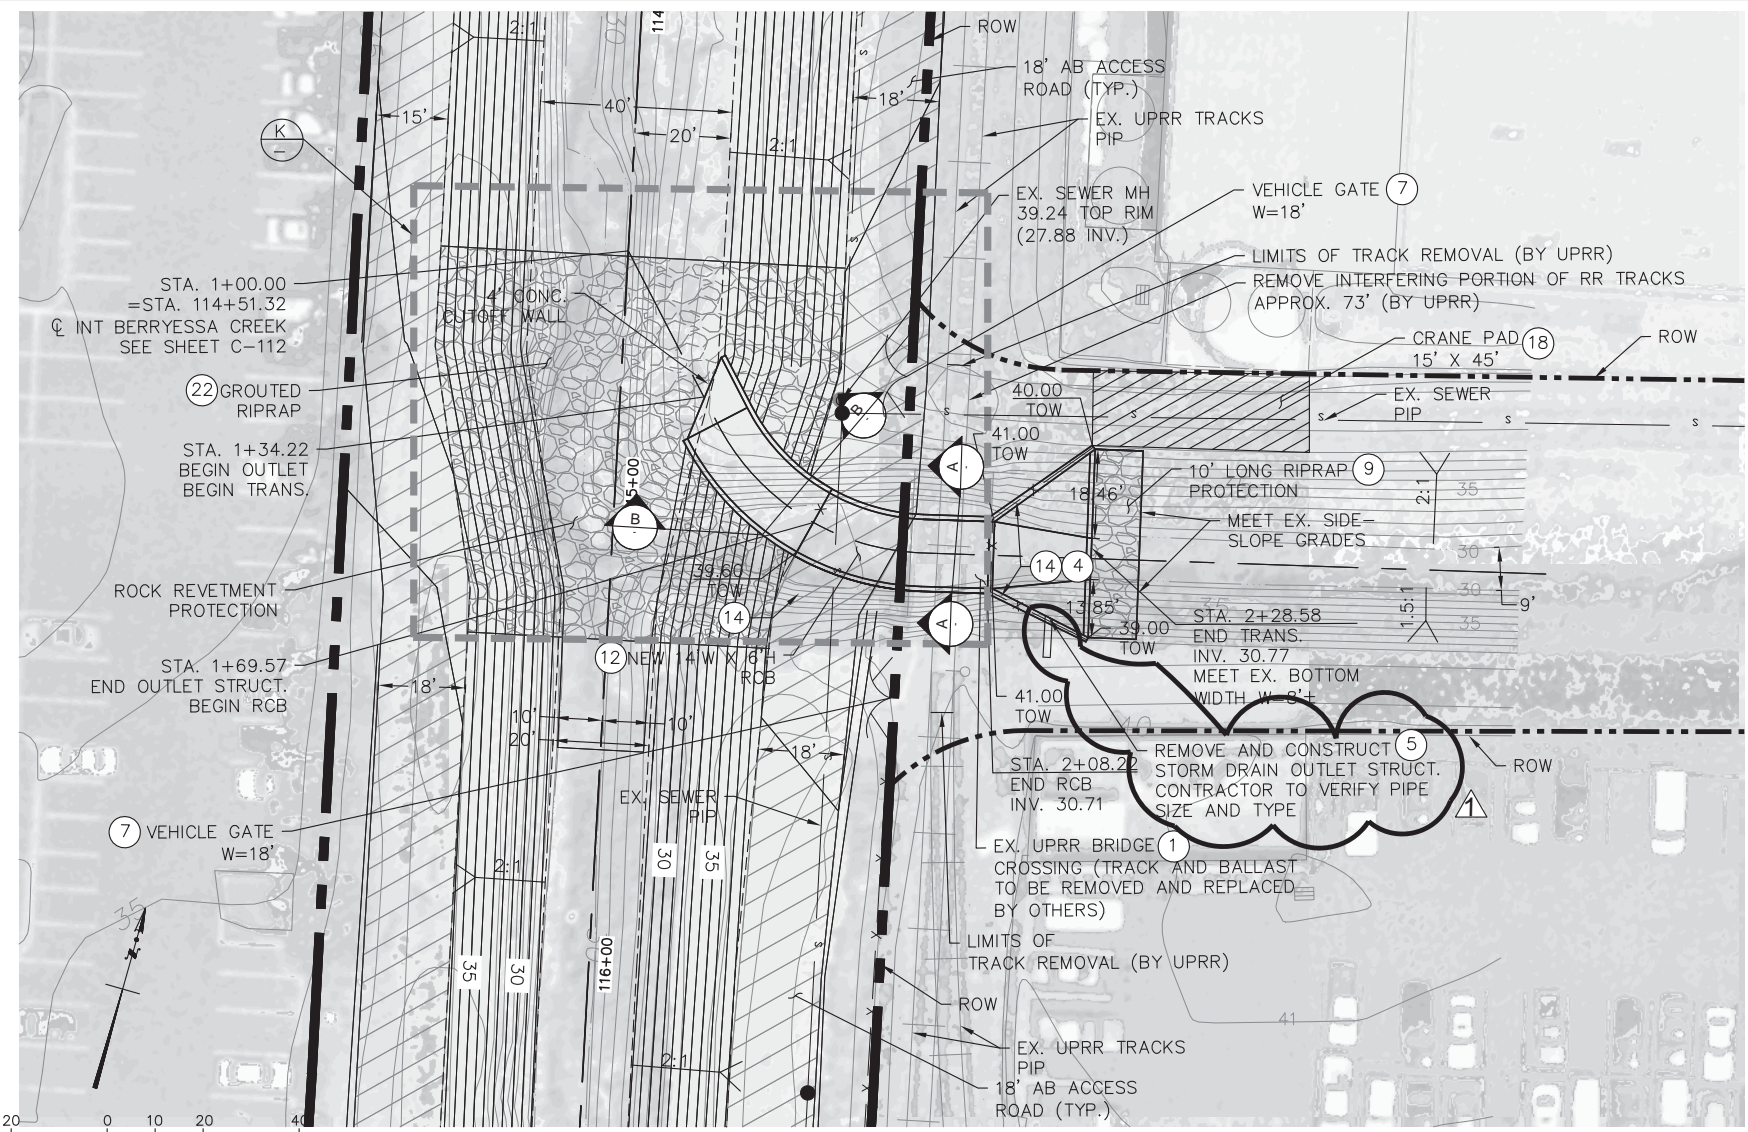 2:1
114
ROW
18' AB ACCESS
ROAD (TYP.)
15'
40'
18'
20'
2:1
EX. UPRR TRACKS
PIP
K
–
EX. SEWER MH
39.24 TOP RIM
(27.88 INV.)
VEHICLE GATE 7
W=18'
LIMITS OF TRACK REMOVAL (BY UPRR)
REMOVE INTERFERING PORTION OF RR TRACKS
APPROX. 73' (BY UPRR)
STA. 1+00.00
=STA. 114+51.32
℄ INT BERRYESSA CREEK
SEE SHEET C-112
4' CONC.
CUTOFF WALL
CRANE PAD 18
15' X 45'
ROW
22 GROUTED
RIPRAP
40.00
TOW
EX. SEWER
PIP
B
S
S
S
S
S
41.00
TOW
STA. 1+34.22
BEGIN OUTLET
BEGIN TRANS.
A
10' LONG RIPRAP 9
PROTECTION
18.46'
2:1
35
5+00
B
-
MEET EX. SIDE-
SLOPE GRADES
30
14 4
39.60
TOW
14
ROCK REVETMENT
PROTECTION
30
9'
13.85'
1.5:1
35
35
A
39.00
TOW
STA. 2+28.58
END TRANS.
INV. 30.77
MEET EX. BOTTOM
WIDTH W=8'±
12 NEW 14'W X 6'H
RCB
STA. 1+69.57
END OUTLET STRUCT.
BEGIN RCB
18'
41.00
TOW
10'
10'
20'
18'
40
REMOVE AND CONSTRUCT 5
STORM DRAIN OUTLET STRUCT.
CONTRACTOR TO VERIFY PIPE
SIZE AND TYPE
ROW
1
STA. 2+08.22
END RCB
INV. 30.71
EX. SEWER
PIP
7 VEHICLE GATE
W=18'
EX. UPRR BRIDGE 1
CROSSING (TRACK AND BALLAST
TO BE REMOVED AND REPLACED
BY OTHERS)
2:1
30
35
35
N
LIMITS OF
TRACK REMOVAL (BY UPRR)
35
30
116+00
ROW
41
EX. UPRR TRACKS
PIP
2:1
18' AB ACCESS
ROAD (TYP.)
20 0 10 20 40